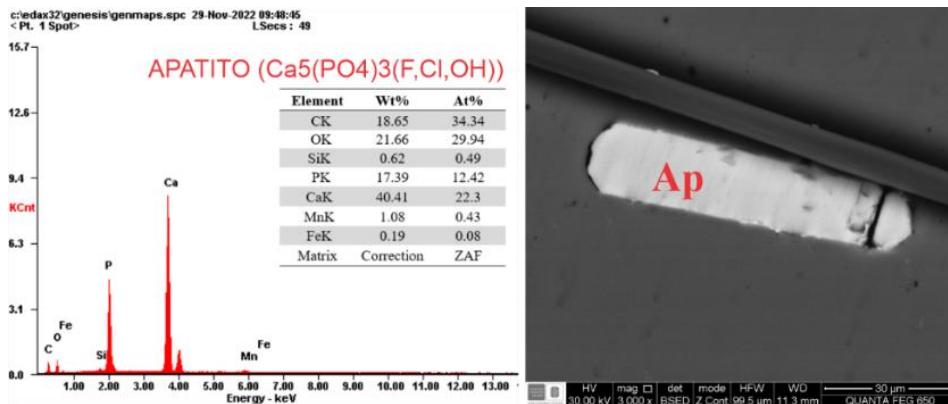 c:\edax32\genesis\genmaps.spc 29-Nov-2022 09:48:45
< Pt. 1 Spot> LSecs : 49
15.7
12.6
9.4
KCnt
6.3
3.1
0.0
APATITO (Ca5(PO4)3(F,Cl,OH))
Element Wt% At%
CK 18.65 34.34
OK 21.66 29.94
SiK 0.62 0.49
PK 17.39 12.42
CaK 40.41 22.3
MnK 1.08 0.43
FeK 0.19 0.08
Matrix Correction ZAF
Ca
P
Fe
O
C
Si
Mn
Fe
1.00 2.00 3.00 4.00 5.00 6.00 7.00 8.00 9.00 10.00 11.00 12.00 13.00
Energy - keV
Ap
HV mag det mode HFW WD 30 µm
30.00 kV 3 000 x BSED Z Cont 99.5 µm 11.3 mm QUANTA FEG 650